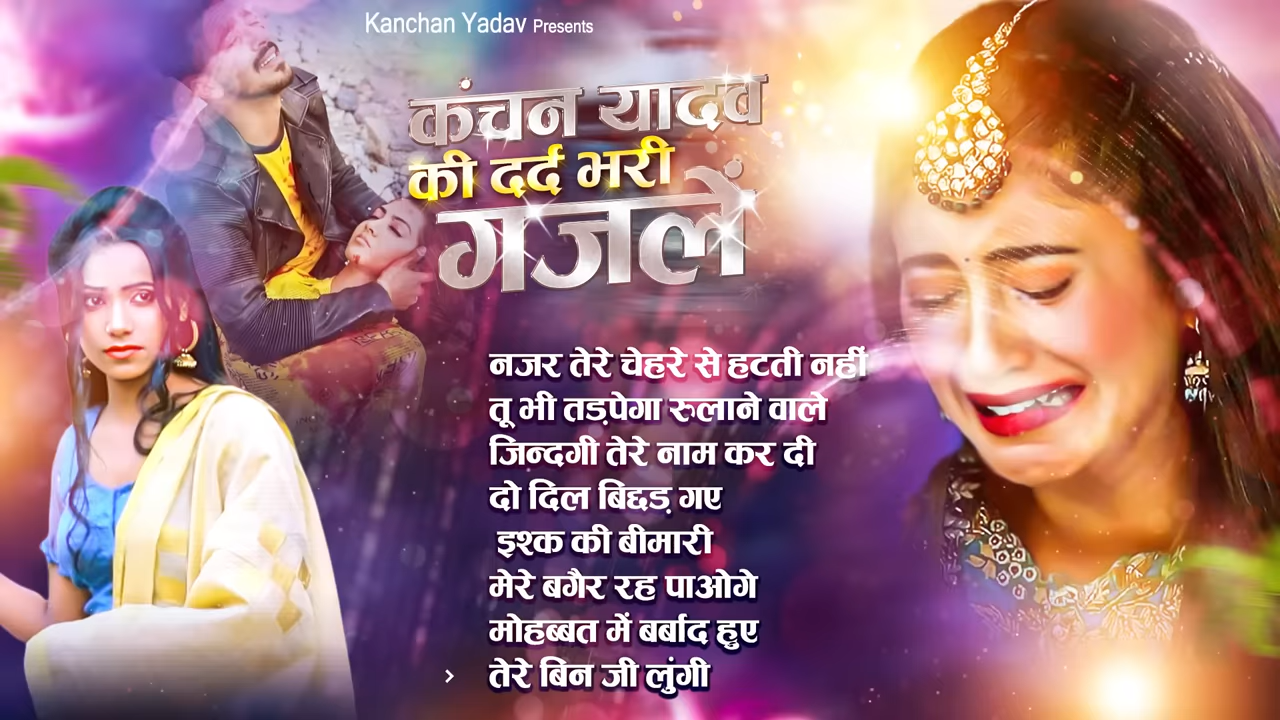 Kanchan Yadav Presents
कंचन यादव
की दर्द भरी
गजलें
नजर तेरे चेहरे से हटती नहीं
तू भी तड़पेगा रुलाने वाले
जिन्दगी तेरे नाम कर दी
दो दिल बिद्दड़ गए
इश्क की बीमारी
मेरे बगैर रह पाओगे
मोहब्बत में बर्बाद हुए
› तेरे बिन जी लुंगी